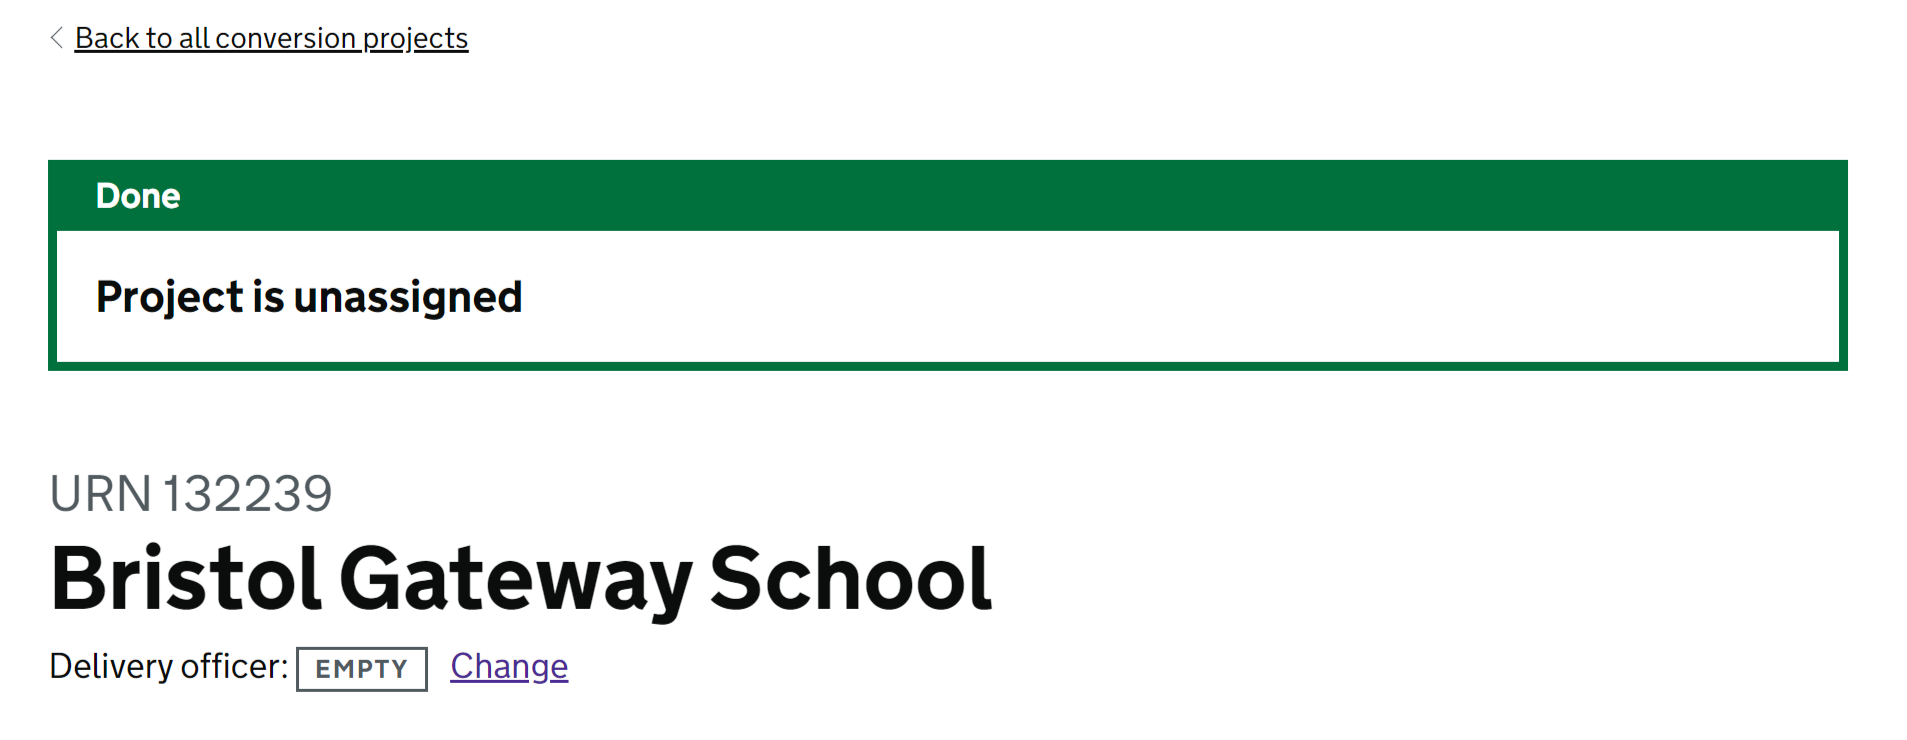 Back to all conversion projects
Done
Project is unassigned
URN 132239
Bristol Gateway School
Delivery officer: EMPTY Change